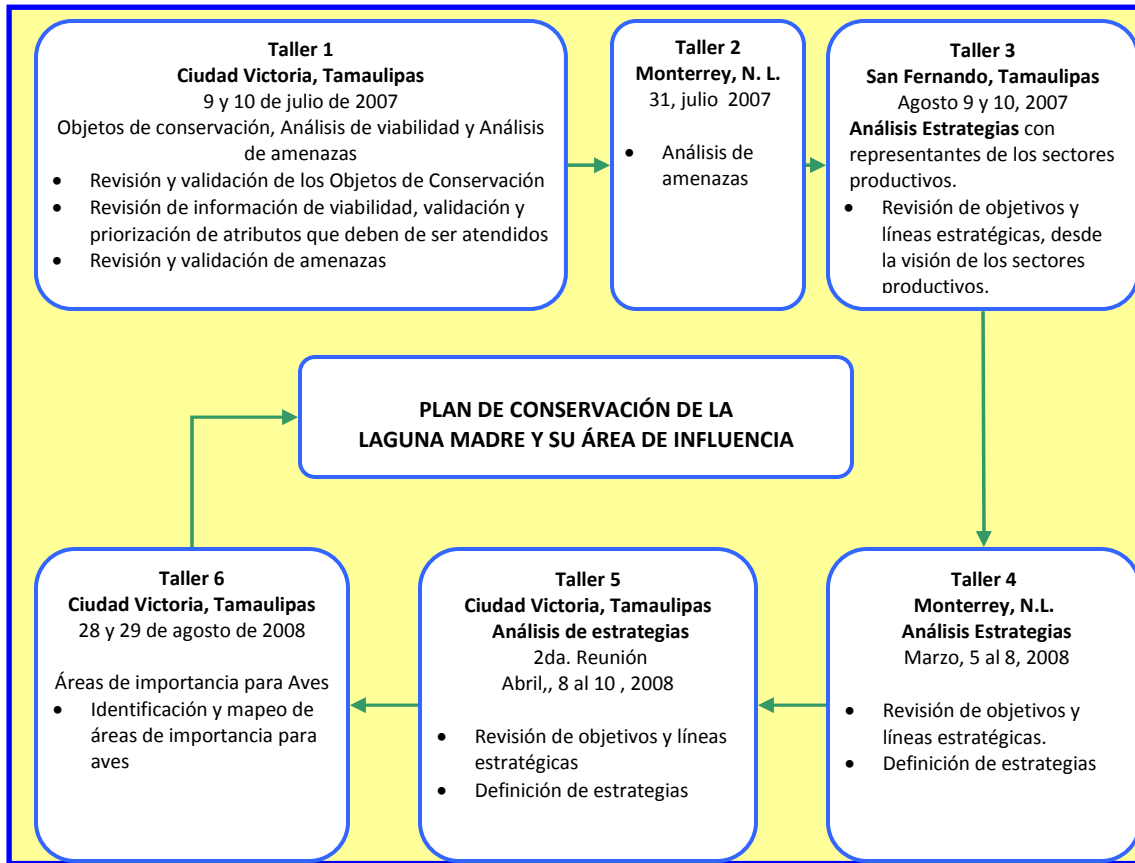 Taller 1
Ciudad Victoria, Tamaulipas
9 y 10 de julio de 2007
Objetos de conservación, Análisis de viabilidad y Análisis
de amenazas
• Revisión y validación de los Objetos de Conservación
• Revisión de información de viabilidad, validación y
priorización de atributos que deben de ser atendidos
• Revisión y validación de amenazas
Taller 2
Monterrey, N. L.
31, julio 2007
• Análisis de
amenazas
Taller 3
San Fernando, Tamaulipas
Agosto 9 y 10, 2007
Análisis Estrategias con
representantes de los sectores
productivos.
• Revisión de objetivos y
líneas estratégicas, desde
la visión de los sectores
productivos.
PLAN DE CONSERVACIÓN DE LA
LAGUNA MADRE Y SU ÁREA DE INFLUENCIA
Taller 4
Monterrey, N.L.
Análisis Estrategias
Marzo, 5 al 8, 2008
• Revisión de objetivos y
líneas estratégicas.
• Definición de estrategias
Taller 5
Ciudad Victoria, Tamaulipas
Análisis de estrategias
2da. Reunión
Abril,, 8 al 10 , 2008
• Revisión de objetivos y líneas
estratégicas
• Definición de estrategias
Taller 6
Ciudad Victoria, Tamaulipas
28 y 29 de agosto de 2008
Áreas de importancia para Aves
• Identificación y mapeo de
áreas de importancia para
aves